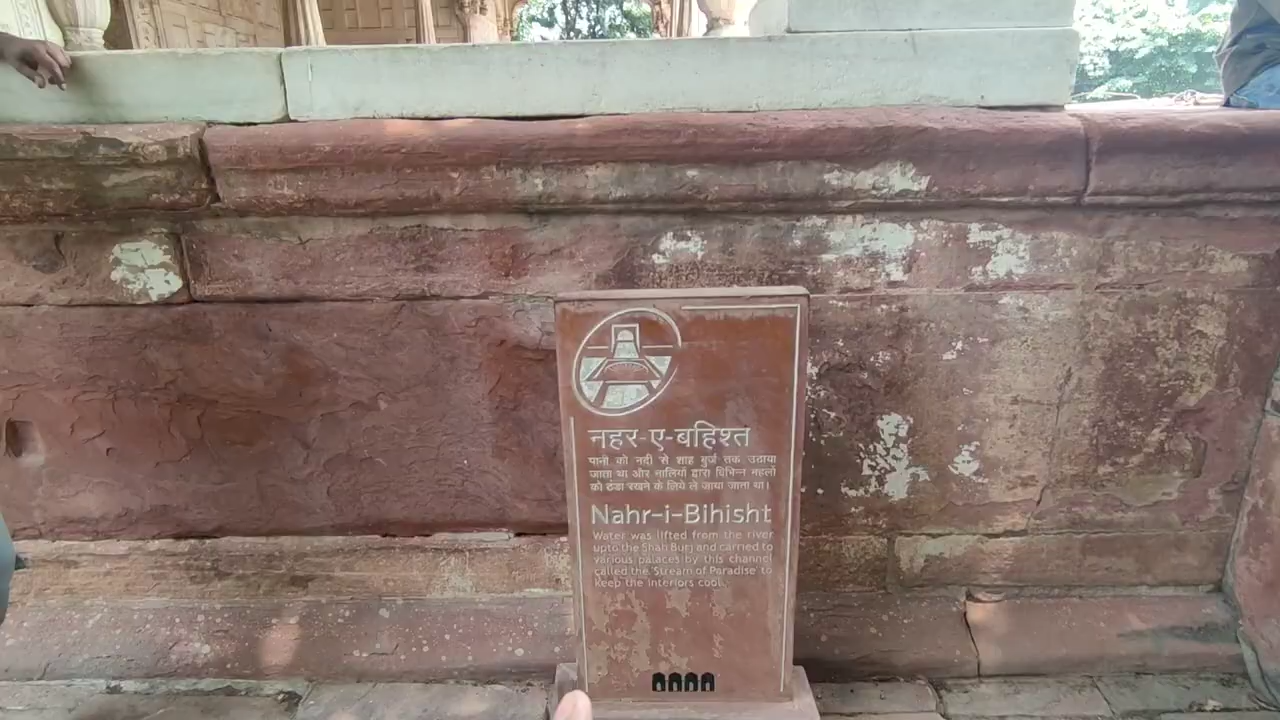 नहर-ए-बहिश्त
पानी को नदी से शाह बुर्ज तक उठाया
जाता था और नालियों द्वारा विभिन्न महलों
को ठंडा रखने के लिये ले जाया जाता था।
Nahr-i-Bihisht
Water was lifted from the river
upto the Shah Burj and carried to
various palaces by this channel
called the 'Stream of Paradise' to
keep the interiors cool.